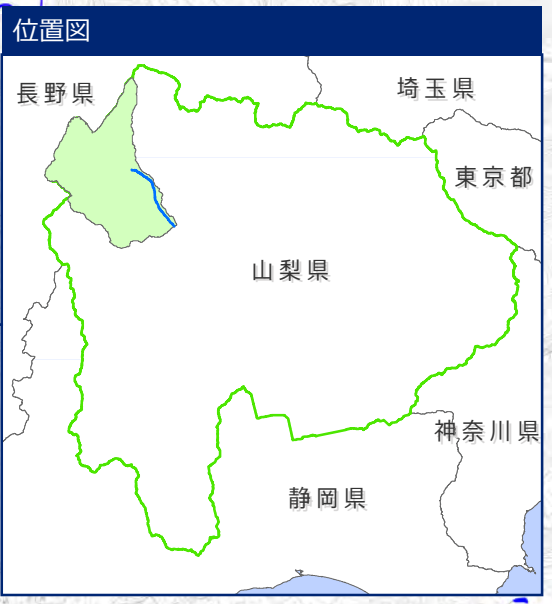 位置図
長野県
埼玉県
東京都
山梨県
神奈川県
静岡県